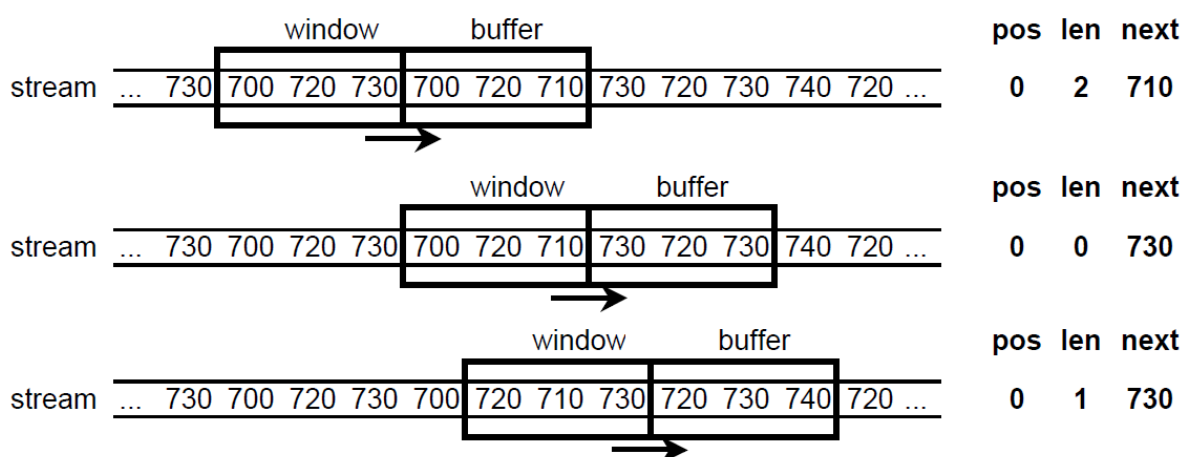 window buffer pos len next
stream ... 730 700 720 730 700 720 710 730 720 730 740 720 ... 0 2 710
window buffer pos len next
stream ... 730 700 720 730 700 720 710 730 720 730 740 720 ... 0 0 730
window buffer pos len next
stream ... 730 700 720 730 700 720 710 730 720 730 740 720 ... 0 1 730